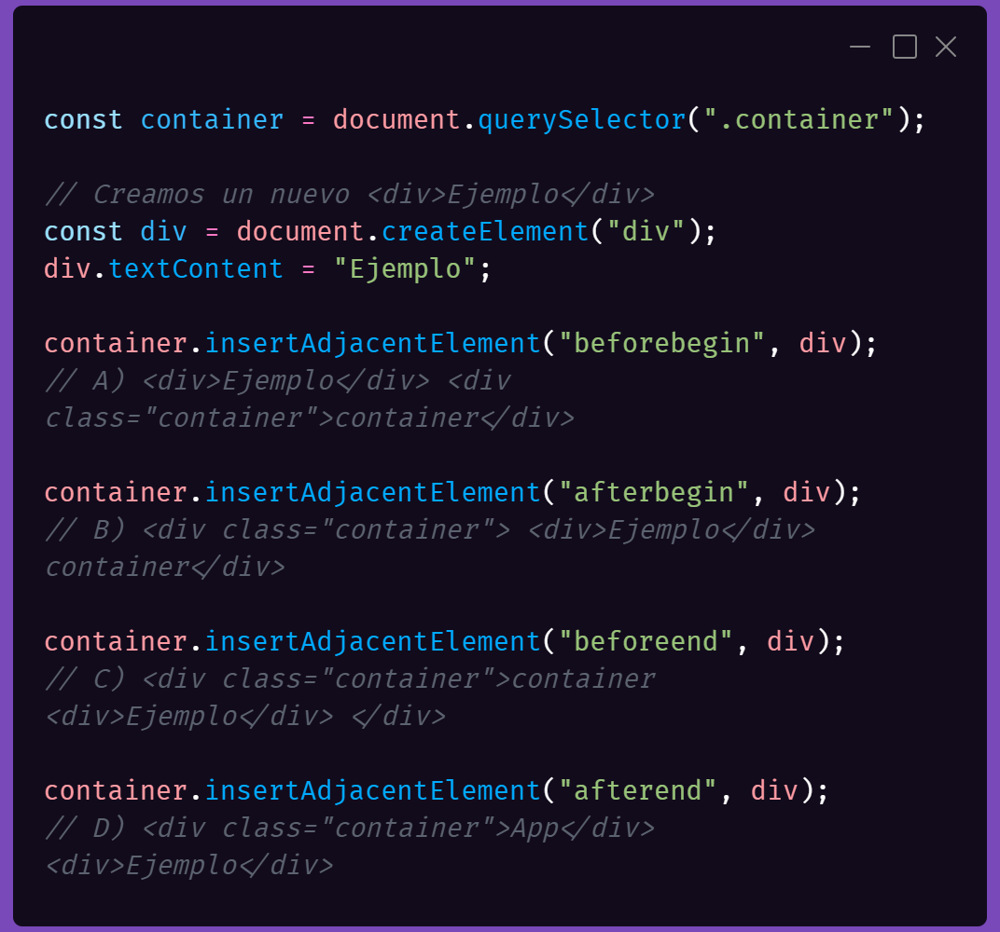 const container = document.querySelector(".container");
// Creamos un nuevo <div>Ejemplo</div>
const div = document.createElement("div");
div.textContent = "Ejemplo";
container.insertAdjacentElement("beforebegin", div);
// A) <div>Ejemplo</div> <div
class="container">container</div>
container.insertAdjacentElement("afterbegin", div);
// B) <div class="container"> <div>Ejemplo</div>
container</div>
container.insertAdjacentElement("beforeend", div);
// C) <div class="container">container
<div>Ejemplo</div> </div>
container.insertAdjacentElement("afterend", div);
// D) <div class="container">App</div>
<div>Ejemplo</div>